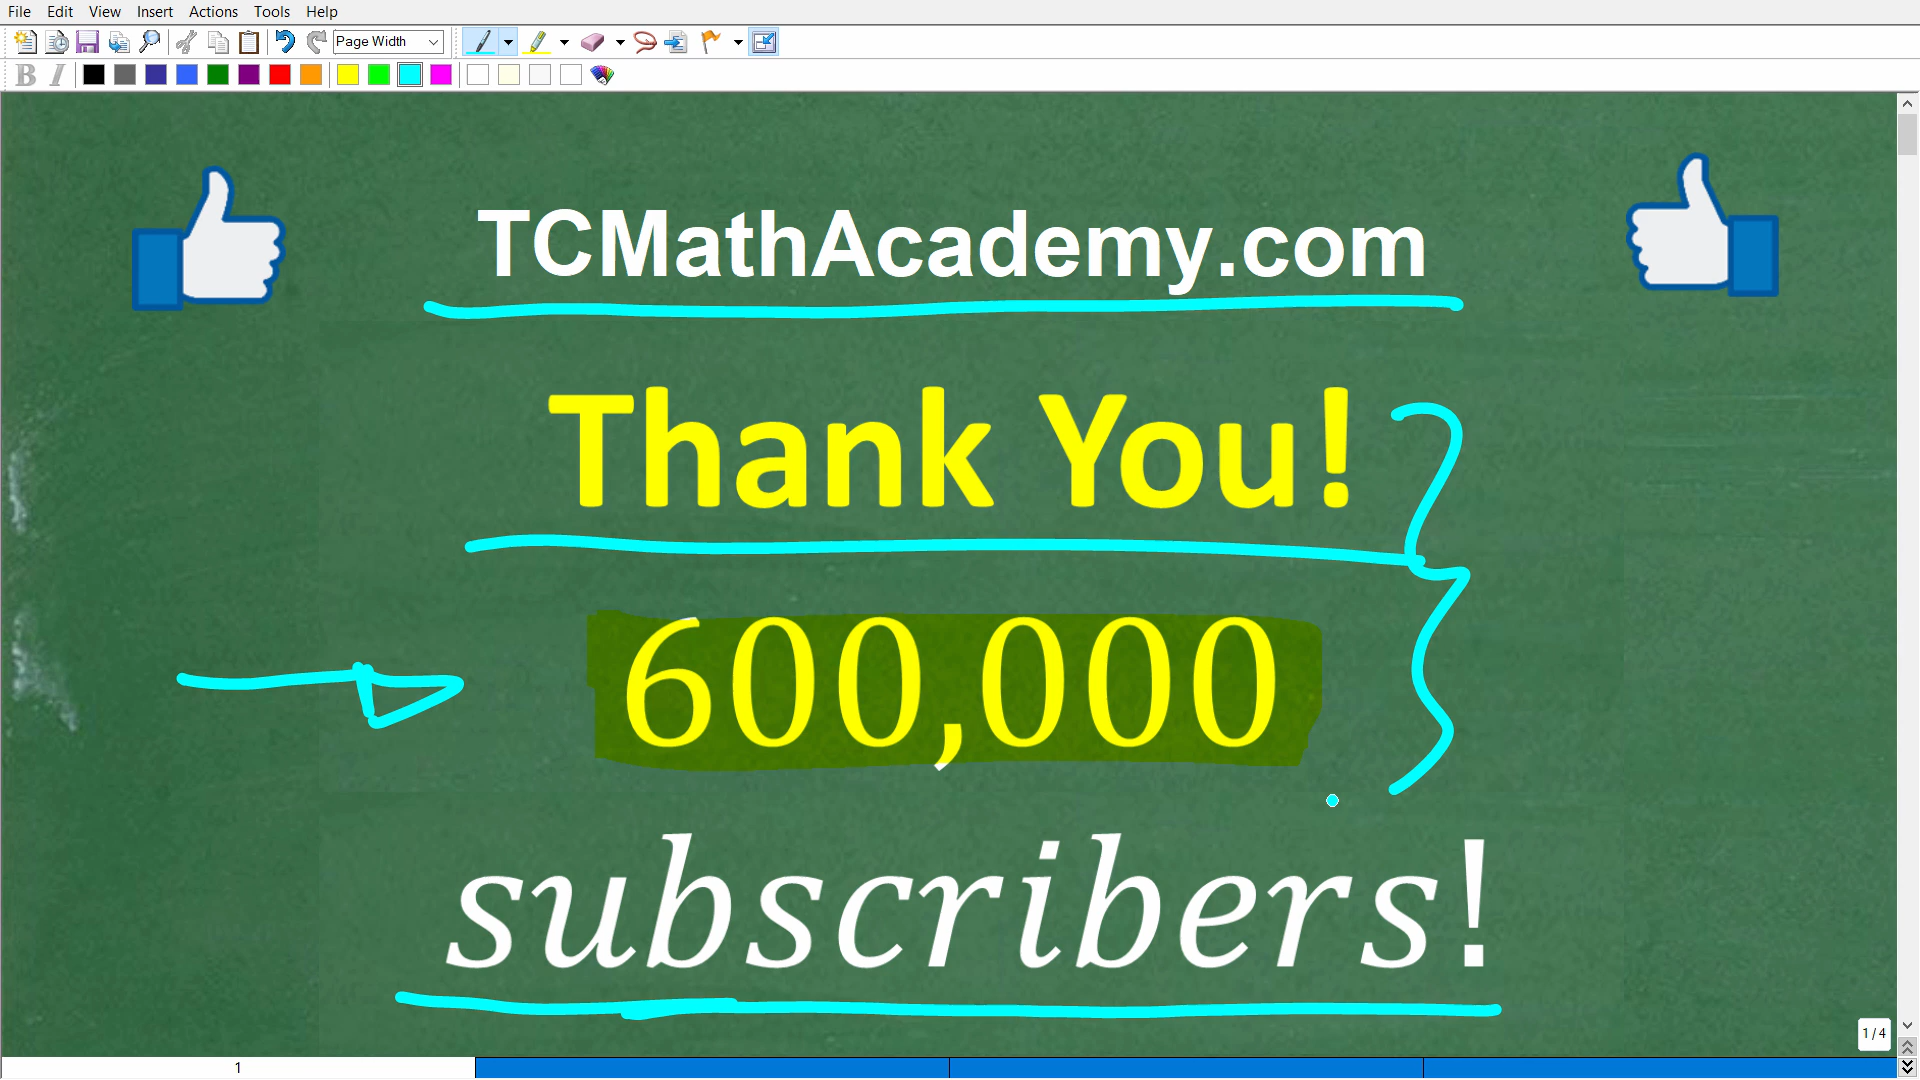 File Edit View Insert Actions Tools Help
Page Width
B I
TCMathAcademy.com
Thank You!
600,000
subscribers!
1 / 4
1